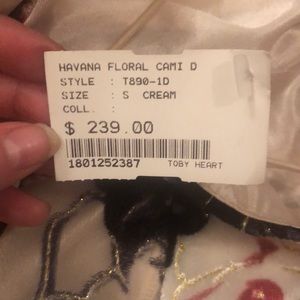 HAVANA FLORAL CAMI D
STYLE : T890-1D
SIZE : S CREAM
COLL. :
$ 239.00
1801252387 TOBY HEART